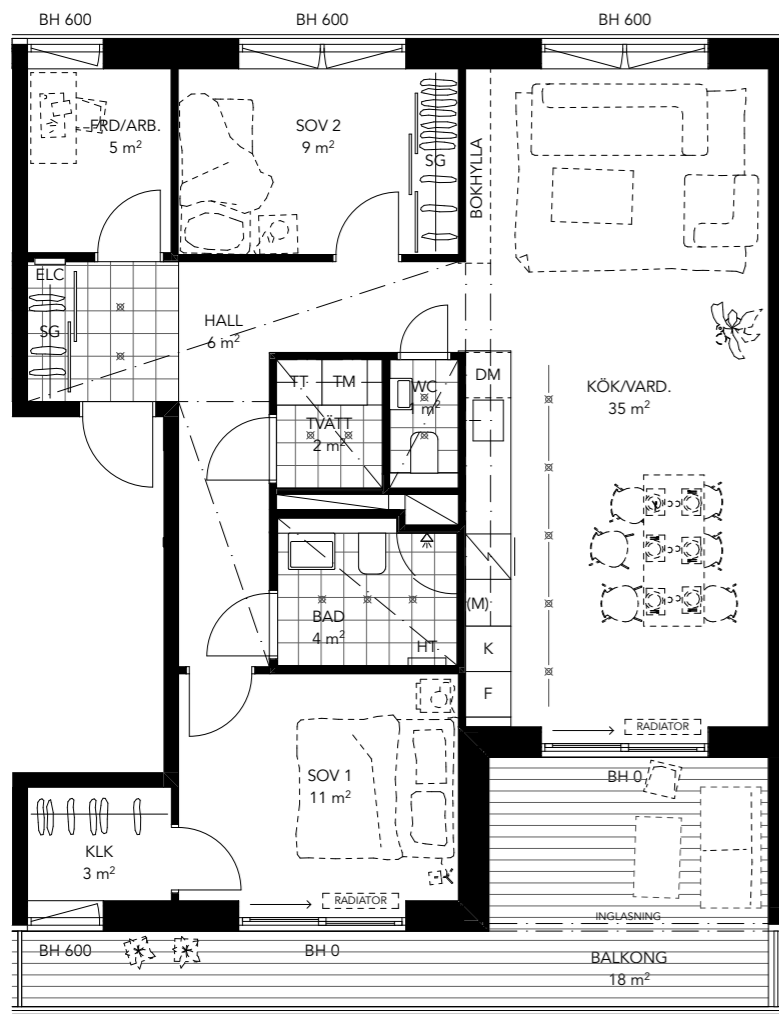 BH 600
BH 600
BH 600
FRD/ARB.
5 m²
SOV 2
9 m²
SG
BOKHYLLA
ELC
SG
HALL
6 m²
TT
TM
TVÄTT
2 m²
WC
1 m²
DM
KÖK/VARD.
35 m²
BAD
4 m²
HT
(M)
K
F
RADIATOR
BH 0
SOV 1
11 m²
KLK
3 m²
RADIATOR
INGLASNING
BH 600
BH 0
BALKONG
18 m²